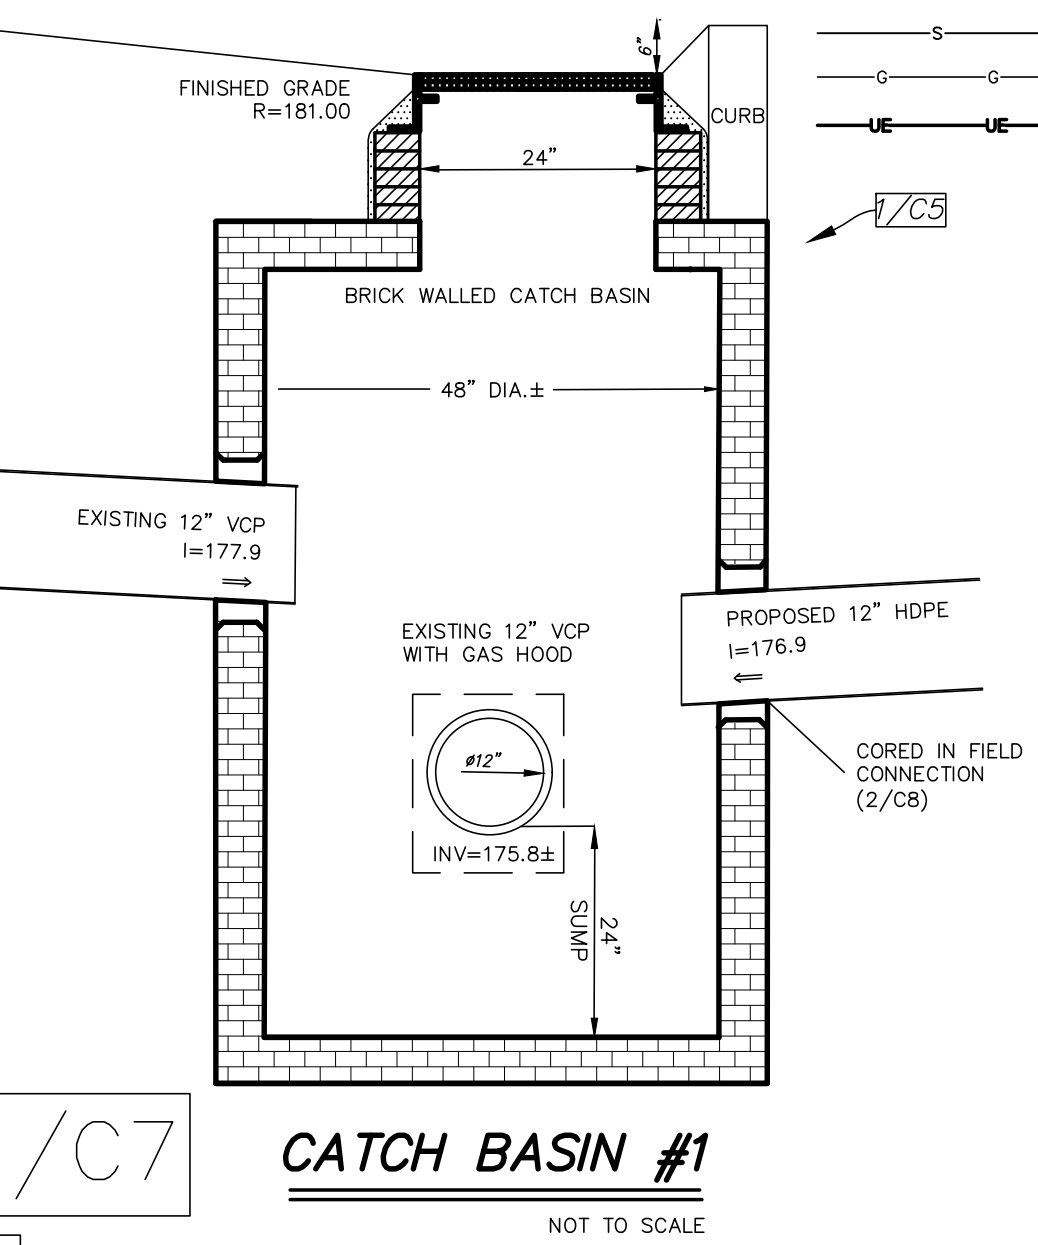 S
6"
FINISHED GRADE
R=181.00
G G
CURB
UE UE
24"
1/C5
BRICK WALLED CATCH BASIN
48" DIA.±
EXISTING 12" VCP
I=177.9
⇒
EXISTING 12" VCP
WITH GAS HOOD
PROPOSED 12" HDPE
I=176.9
⇐
ø12"
CORED IN FIELD
CONNECTION
(2/C8)
INV=175.8±
24"
SUMP
/C7
CATCH BASIN #1
NOT TO SCALE